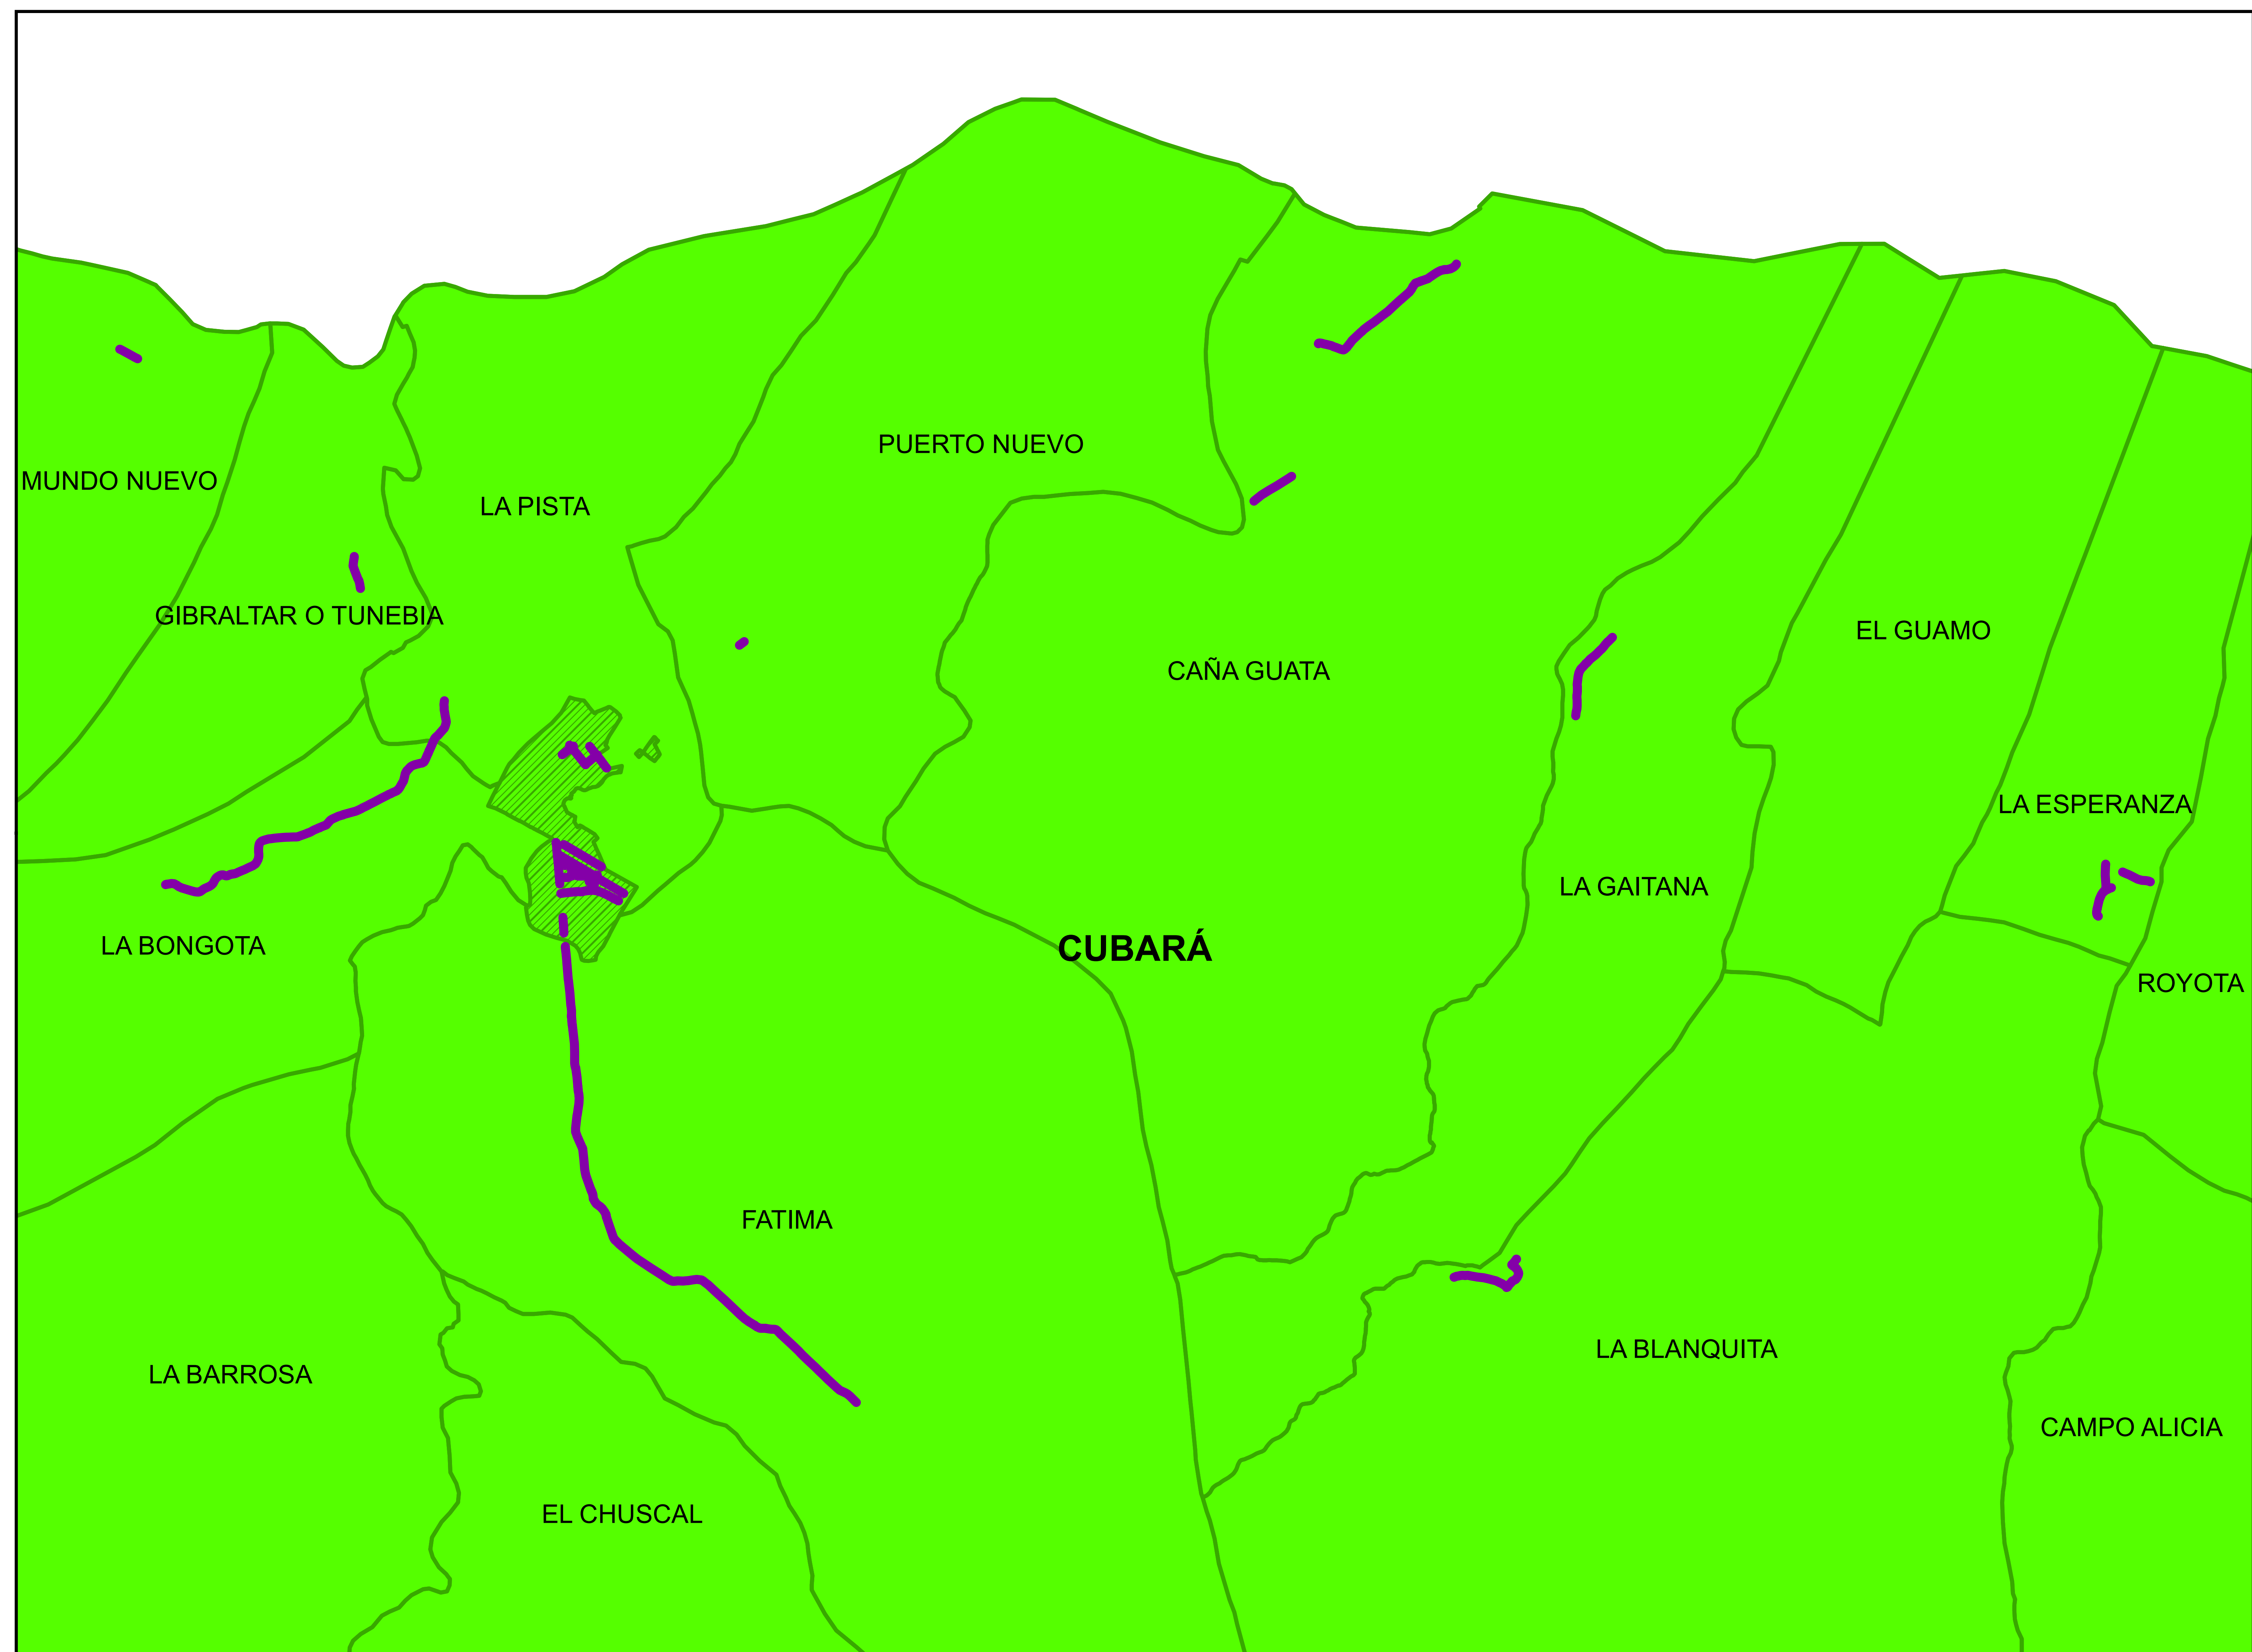 PUERTO NUEVO
MUNDO NUEVO
LA PISTA
GIBRALTAR O TUNEBIA
EL GUAMO
CAÑA GUATA
LA ESPERANZA
LA GAITANA
LA BONGOTA
CUBARÁ
ROYOTA
FATIMA
LA BLANQUITA
LA BARROSA
CAMPO ALICIA
EL CHUSCAL